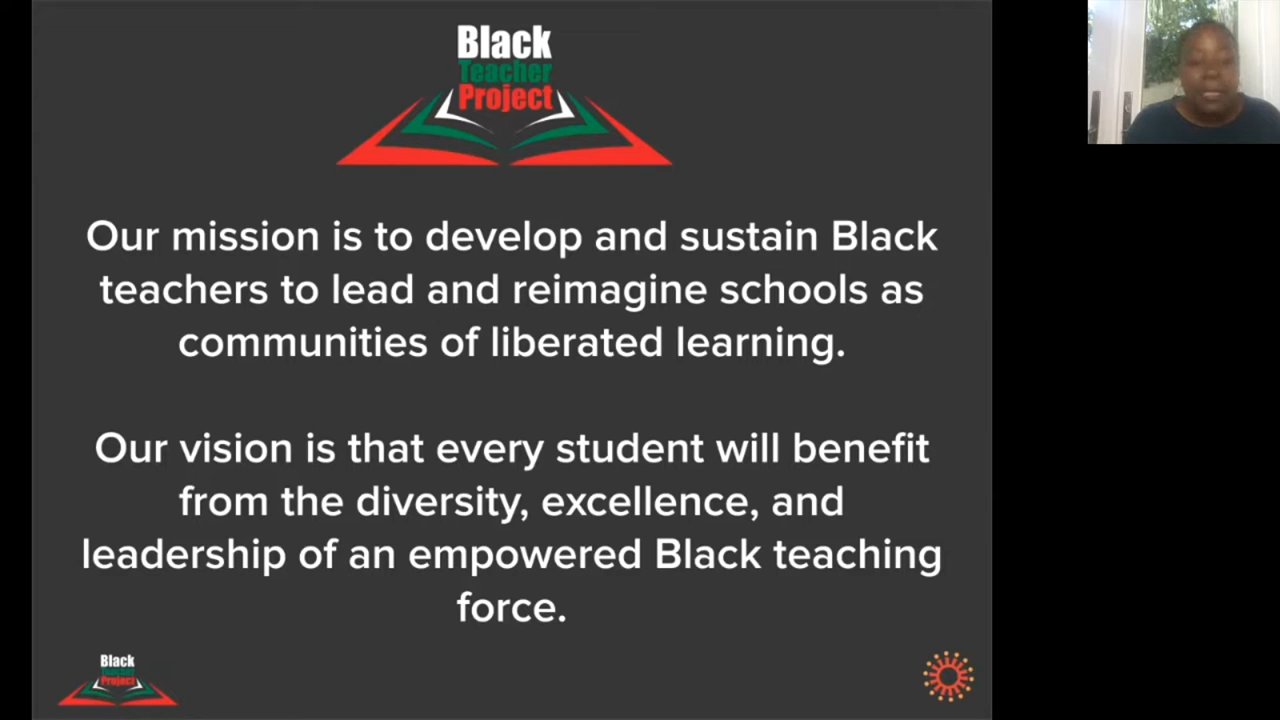 Black
Teacher
Project
Our mission is to develop and sustain Black
teachers to lead and reimagine schools as
communities of liberated learning.
Our vision is that every student will benefit
from the diversity, excellence, and
leadership of an empowered Black teaching
force.
Black
Teacher
Project